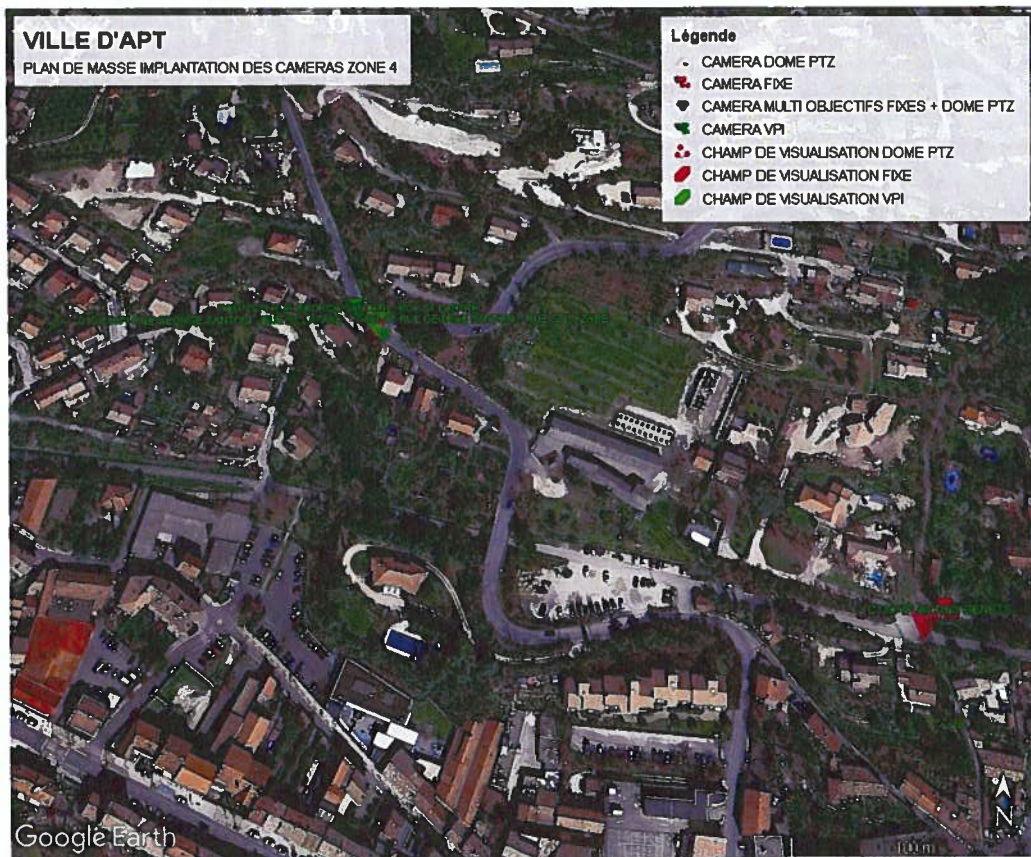 VILLE D'APT
PLAN DE MASSE IMPLANTATION DES CAMERAS ZONE 4
Légende
CAMERA DOME PTZ
CAMERA FIXE
CAMERA MULTI OBJECTIFS FIXES + DOME PTZ
CAMERA VPI
CHAMP DE VISUALISATION DOME PTZ
CHAMP DE VISUALISATION FIXE
CHAMP DE VISUALISATION VPI
Google Earth
100 m
N